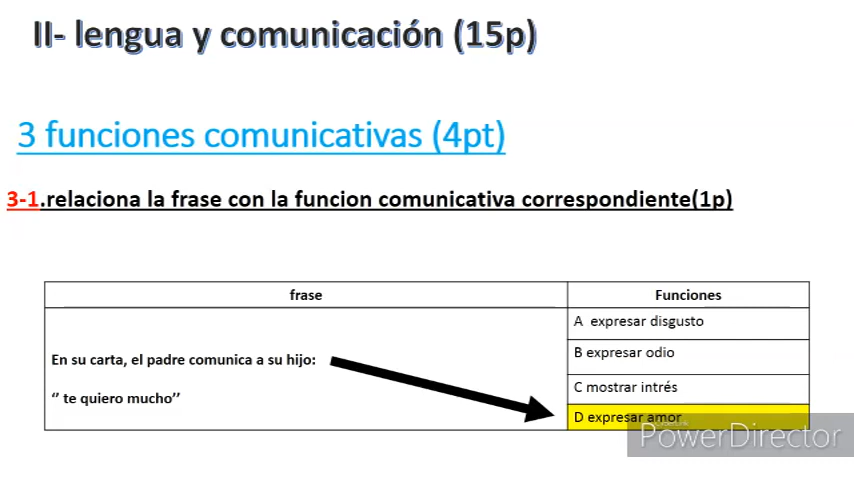 II- lengua y comunicación (15p)
3 funciones comunicativas (4pt)
3-1.relaciona la frase con la funcion comunicativa correspondiente(1p)
frase
Funciones
En su carta, el padre comunica a su hijo:
‘’ te quiero mucho’’
A expresar disgusto
B expresar odio
C mostrar intrés
D expresar amor
CyberLink
PowerDirector